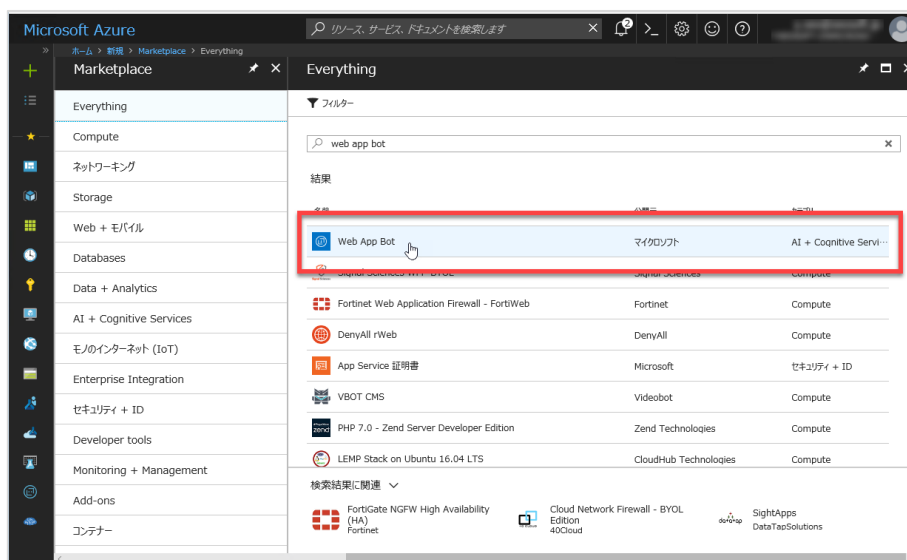 Microsoft Azure
リソース、サービス、ドキュメントを検索します
2
ホーム > 新規 > Marketplace > Everything
Marketplace
Everything
Compute
ネットワーキング
Storage
Web + モバイル
Databases
Data + Analytics
AI + Cognitive Services
モノのインターネット (IoT)
Enterprise Integration
セキュリティ + ID
Developer tools
Monitoring + Management
Add-ons
コンテナー
Everything
フィルター
web app bot
結果
Web App Bot マイクロソフト AI + Cognitive Servi...
Signal Sciences Compute
Fortinet Web Application Firewall - FortiWeb Fortinet Compute
DenyAll rWeb DenyAll Compute
App Service 証明書 Microsoft セキュリティ + ID
VBOT CMS Videobot Compute
zend PHP 7.0 - Zend Server Developer Edition Zend Technologies Compute
LEMP Stack on Ubuntu 16.04 LTS CloudHub Technologies Compute
検索結果に関連
FortiGate NGFW High Availability
(HA)
Fortinet
Cloud Network Firewall - BYOL
Edition
40Cloud
SightApps
DataTapSolutions